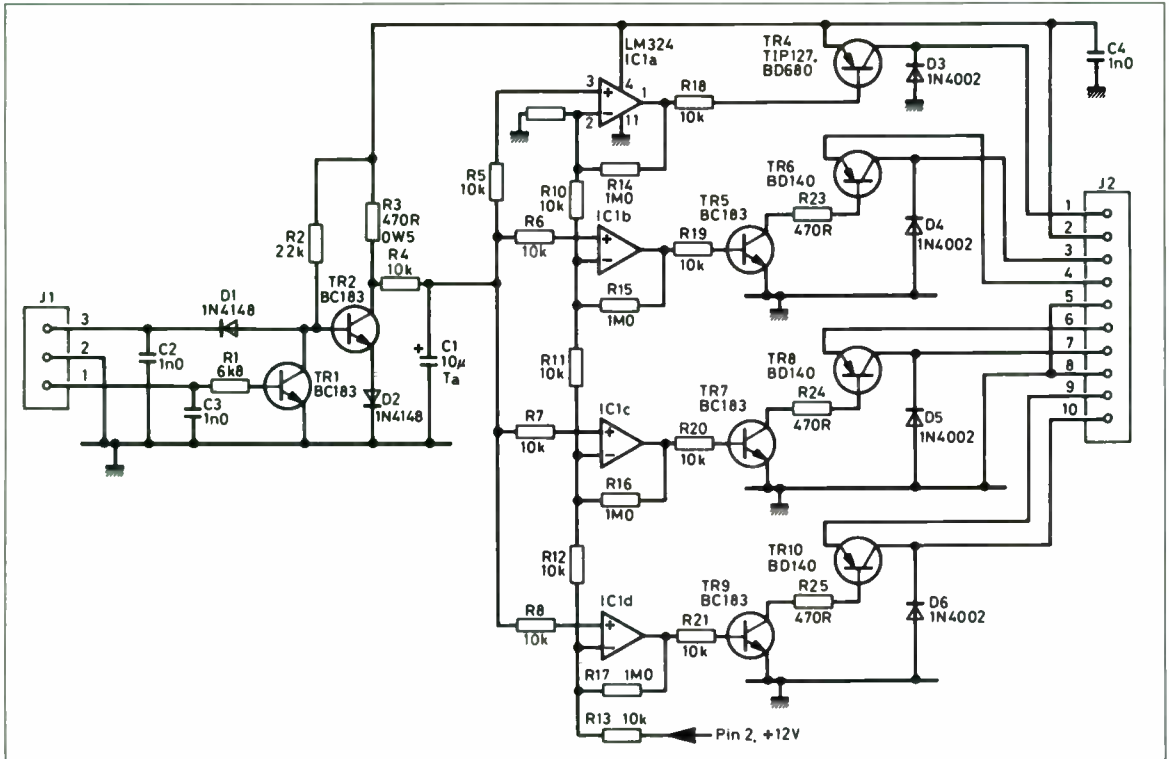 LM324
IC1a
3
4
1
2
11
R18
10k
TR4
TIP127,
BD680
D3
1N4002
C4
1n0
R5
10k
R10
10k
R14
1M0
R3
470R
0W5
R2
22k
R4
10k
TR2
BC183
R6
10k
IC1b
R19
10k
TR5
BC183
R23
470R
TR6
BD140
D4
1N4002
J2
1
2
3
4
5
6
7
8
9
10
R15
1M0
J1
3
2
1
D1
1N4148
C2
1n0
R1
6k8
C3
1n0
TR1
BC183
D2
1N4148
C1
10µ
Ta
R11
10k
R7
10k
IC1c
R20
10k
TR7
BC183
R24
470R
TR8
BD140
D5
1N4002
R16
1M0
R12
10k
R8
10k
IC1d
R21
10k
TR9
BC183
R25
470R
TR10
BD140
D6
1N4002
R17 1M0
R13 10k
Pin 2, +12V